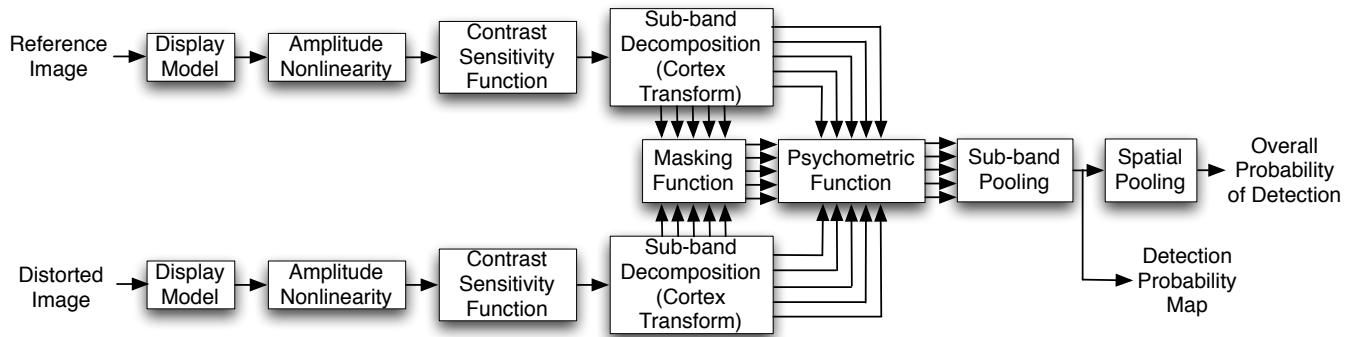 Reference
Image
Display
Model
Amplitude
Nonlinearity
Contrast
Sensitivity
Function
Sub-band
Decomposition
(Cortex
Transform)
Masking
Function
Psychometric
Function
Sub-band
Pooling
Spatial
Pooling
Overall
Probability
of Detection
Distorted
Image
Display
Model
Amplitude
Nonlinearity
Contrast
Sensitivity
Function
Sub-band
Decomposition
(Cortex
Transform)
Detection
Probability
Map